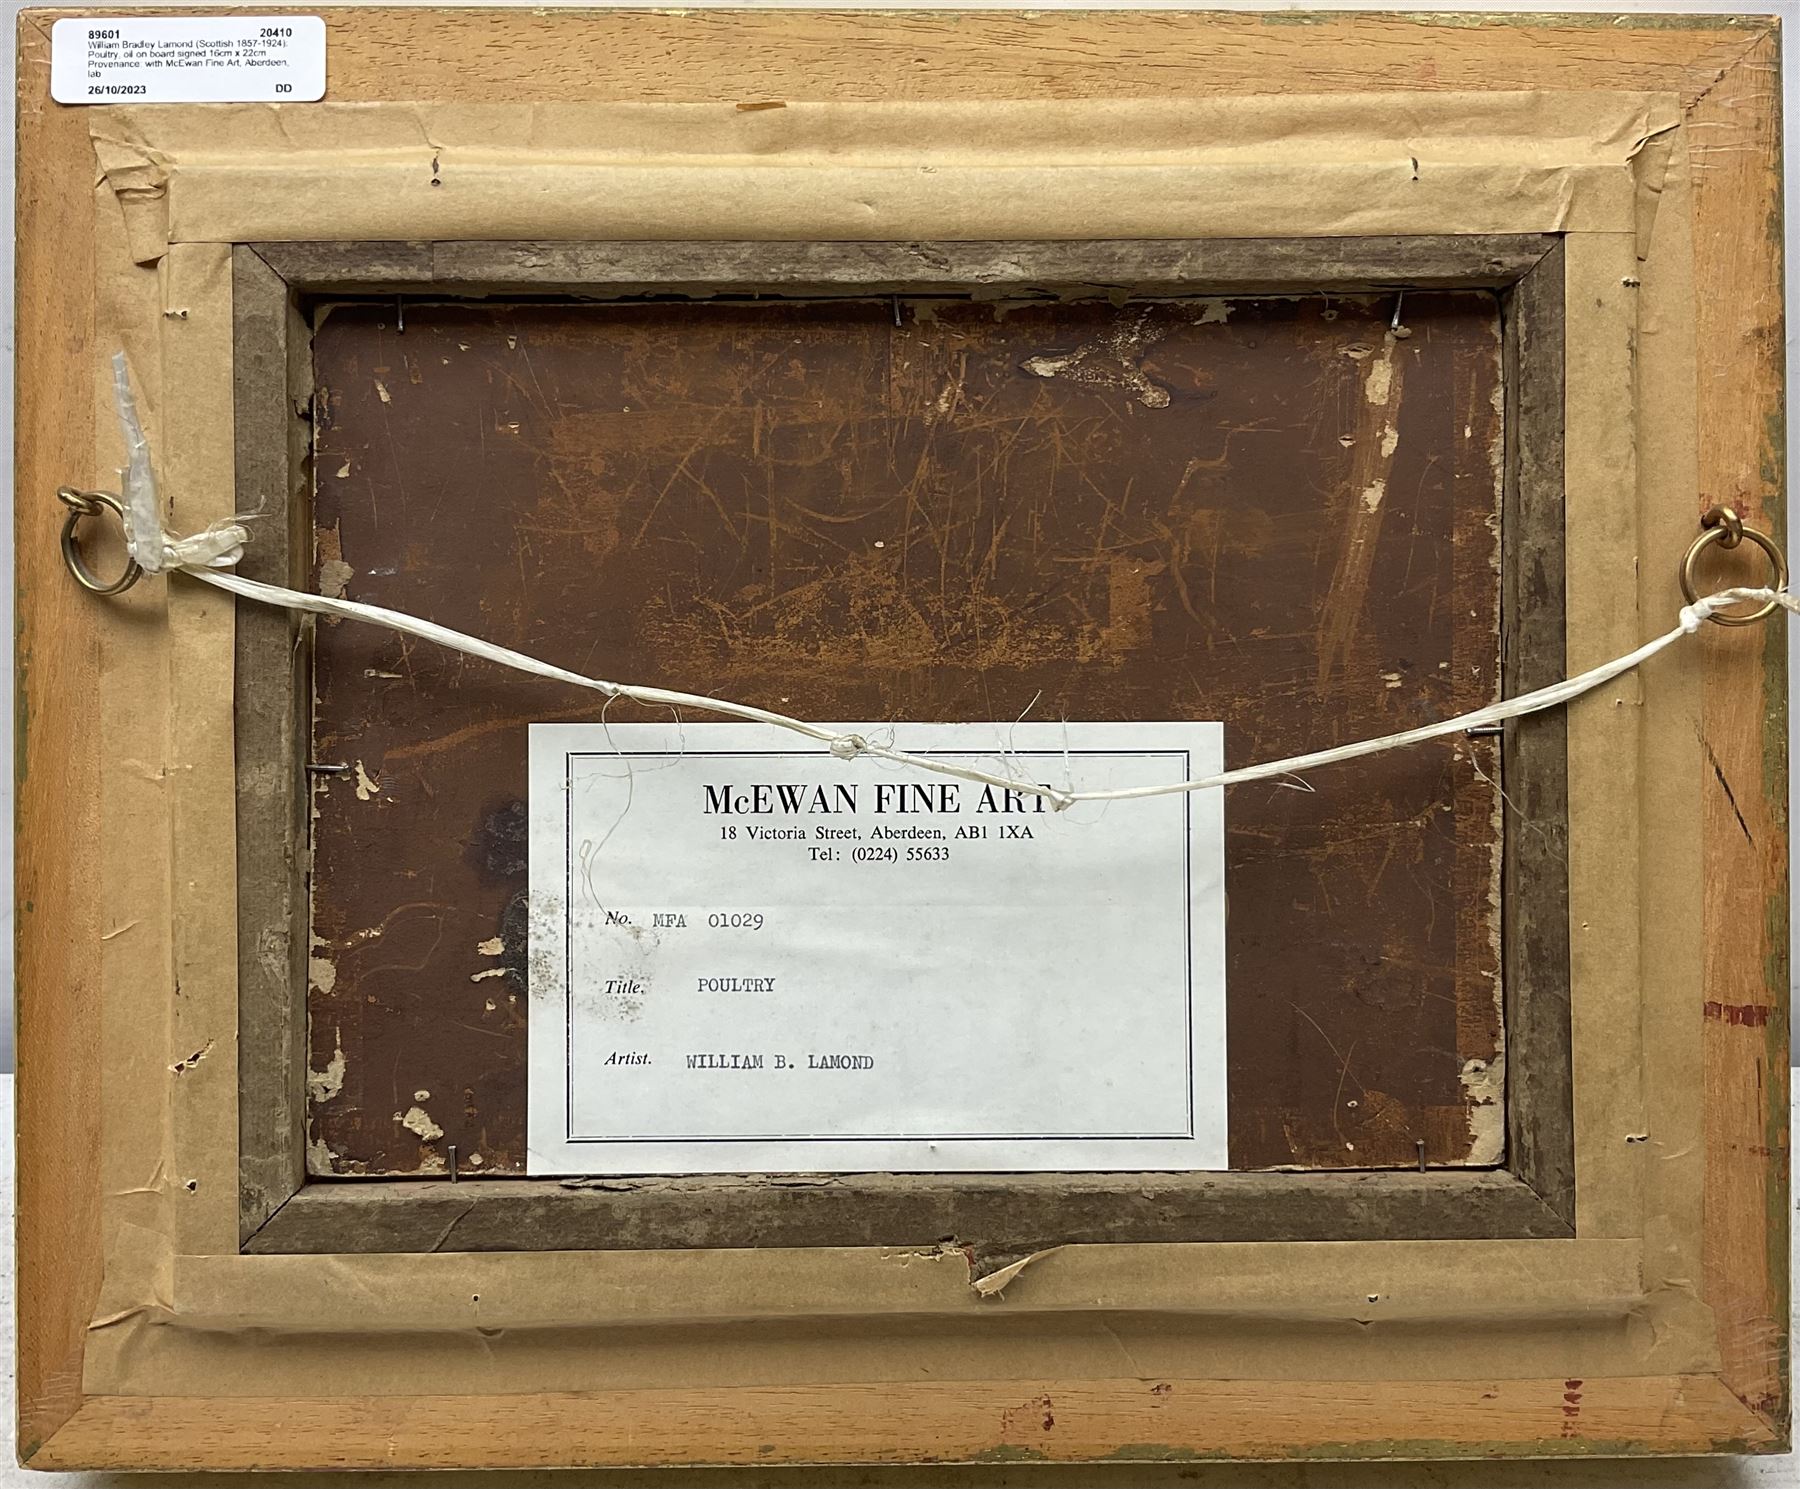 89601 20410
William Bradley Lamond (Scottish 1857-1924):
Poultry, oil on board signed 16cm x 22cm
Provenance: with McEwan Fine Art, Aberdeen,
lab
26/10/2023 DD
McEWAN FINE ART
18 Victoria Street, Aberdeen, AB1 1XA
Tel: (0224) 55633
No. MFA 01029
Title. POULTRY
Artist. WILLIAM B. LAMOND